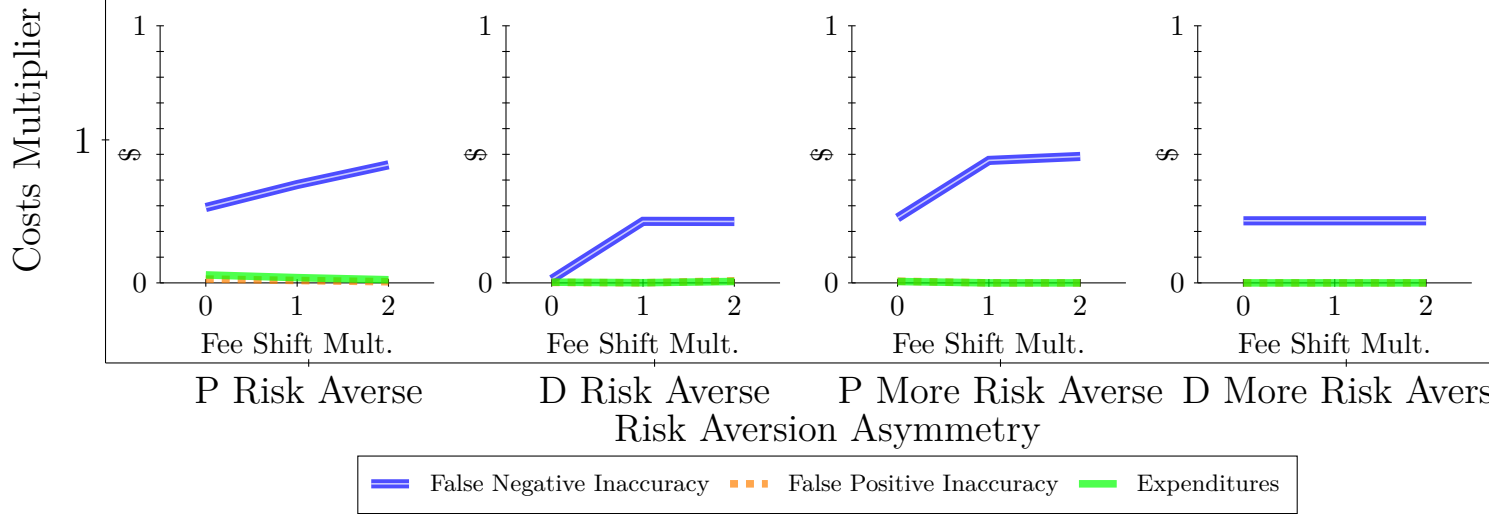 Costs Multiplier
1
1
$
0
0
1
2
Fee Shift Mult.
P Risk Averse
1
$
0
0
1
2
Fee Shift Mult.
D Risk Averse
1
$
0
0
1
2
Fee Shift Mult.
P More Risk Averse
1
$
0
0
1
2
Fee Shift Mult.
D More Risk Avers
Risk Aversion Asymmetry
False Negative Inaccuracy
False Positive Inaccuracy
Expenditures